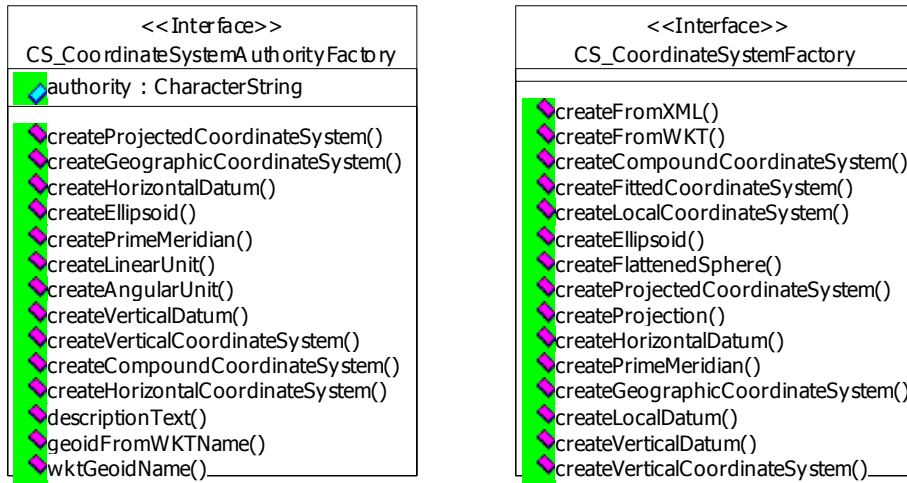 <<Interface>>
CS_CoordinateSystemAuthorityFactory
authority : CharacterString
createProjectedCoordinateSystem()
createGeographicCoordinateSystem()
createHorizontalDatum()
createEllipsoid()
createPrimeMeridian()
createLinearUnit()
createAngularUnit()
createVerticalDatum()
createVerticalCoordinateSystem()
createCompoundCoordinateSystem()
createHorizontalCoordinateSystem()
descriptionText()
geoidFromWKTName()
wktGeoidName()
<<Interface>>
CS_CoordinateSystemFactory
createFromXML()
createFromWKT()
createCompoundCoordinateSystem()
createFittedCoordinateSystem()
createLocalCoordinateSystem()
createEllipsoid()
createFlattenedSphere()
createProjectedCoordinateSystem()
createProjection()
createHorizontalDatum()
createPrimeMeridian()
createGeographicCoordinateSystem()
createLocalDatum()
createVerticalDatum()
createVerticalCoordinateSystem()